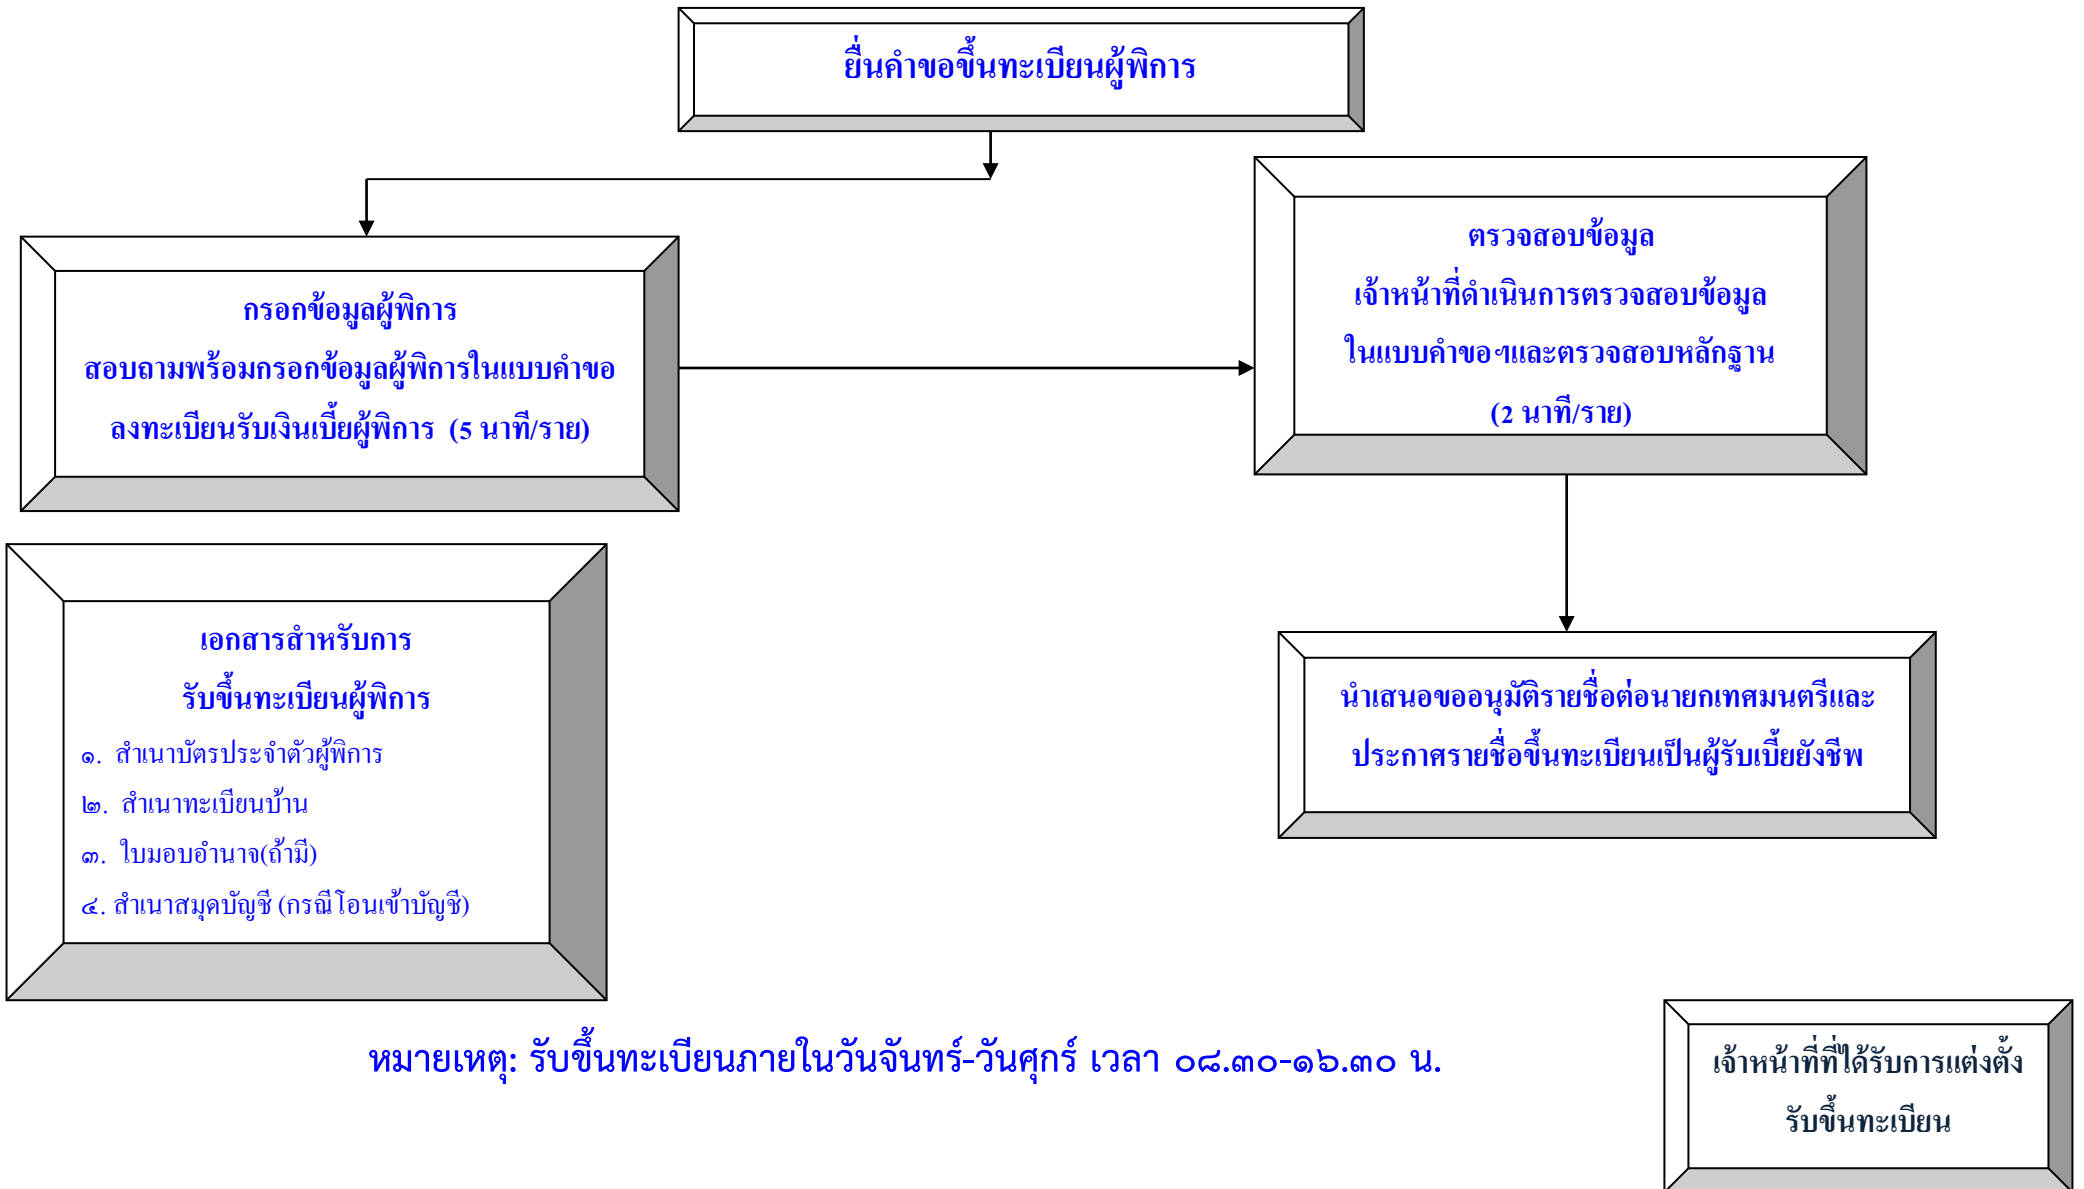 ยื่นคำขอขึ้นทะเบียนผู้พิการ
กรอกข้อมูลผู้พิการ
สอบถามพร้อมกรอกข้อมูลผู้พิการในแบบคำขอ
ลงทะเบียนรับเงินเบี้ยผู้พิการ (5 นาที/ราย)
ตรวจสอบข้อมูล
เจ้าหน้าที่ดำเนินการตรวจสอบข้อมูล
ในแบบคำขอฯและตรวจสอบหลักฐาน
(2 นาที/ราย)
เอกสารสำหรับการ
รับขึ้นทะเบียนผู้พิการ
๑. สำเนาบัตรประจำตัวผู้พิการ
๒. สำเนาทะเบียนบ้าน
๓. ใบมอบอำนาจ(ถ้ามี)
๔. สำเนาสมุดบัญชี (กรณีโอนเข้าบัญชี)
นำเสนอขออนุมัติรายชื่อต่อนายกเทศมนตรีและ
ประกาศรายชื่อขึ้นทะเบียนเป็นผู้รับเบี้ยยังชีพ
หมายเหตุ: รับขึ้นทะเบียนภายในวันจันทร์-วันศุกร์ เวลา ๐๘.๓๐-๑๖.๓๐ น.
เจ้าหน้าที่ที่ได้รับการแต่งตั้ง
รับขึ้นทะเบียน